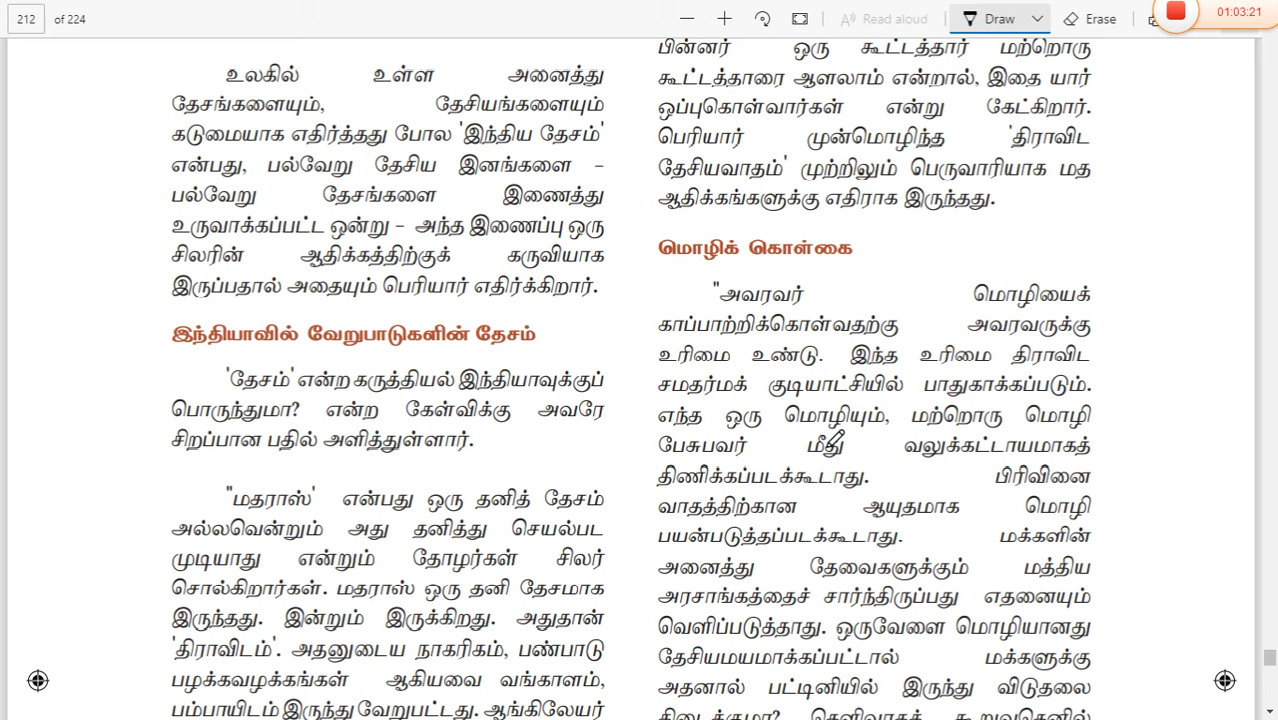 212 of 224
Read aloud
Draw
Erase
01:03:21
உலகில் உள்ள அனைத்து
தேசங்களையும், தேசியங்களையும்
கடுமையாக எதிர்த்தது போல 'இந்திய தேசம்'
என்பது, பல்வேறு தேசிய இனங்களை –
பல்வேறு தேசங்களை இணைத்து
உருவாக்கப்பட்ட ஒன்று – அந்த இணைப்பு ஒரு
சிலரின் ஆதிக்கத்திற்குக் கருவியாக
இருப்பதால் அதையும் பெரியார் எதிர்க்கிறார்.
இந்தியாவில் வேறுபாடுகளின் தேசம்
'தேசம்' என்ற கருத்தியல் இந்தியாவுக்குப்
பொருந்துமா? என்ற கேள்விக்கு அவரே
சிறப்பான பதில் அளித்துள்ளார்.
"மதராஸ்' என்பது ஒரு தனித் தேசம்
அல்லவென்றும் அது தனித்து செயல்பட
முடியாது என்றும் தோழர்கள் சிலர்
சொல்கிறார்கள். மதராஸ் ஒரு தனி தேசமாக
இருந்தது. இன்றும் இருக்கிறது. அதுதான்
'திராவிடம்'. அதனுடைய நாகரிகம், பண்பாடு
பழக்கவழக்கங்கள் ஆகியவை வங்காளம்,
பம்பாயிடம் இருந்து வேறுபட்டது. ஆங்கிலேயர்
பின்னர் ஒரு கூட்டத்தார் மற்றொரு
கூட்டத்தாரை ஆளலாம் என்றால், இதை யார்
ஒப்புகொள்வார்கள் என்று கேட்கிறார்.
பெரியார் முன்மொழிந்த 'திராவிட
தேசியவாதம்' முற்றிலும் பெருவாரியாக மத
ஆதிக்கங்களுக்கு எதிராக இருந்தது.
மொழிக் கொள்கை
"அவரவர் மொழியைக்
காப்பாற்றிக்கொள்வதற்கு அவரவருக்கு
உரிமை உண்டு. இந்த உரிமை திராவிட
சமதர்மக் குடியாட்சியில் பாதுகாக்கப்படும்.
எந்த ஒரு மொழியும், மற்றொரு மொழி
பேசுபவர் மீது வலுக்கட்டாயமாகத்
திணிக்கப்படக்கூடாது. பிரிவினை
வாதத்திற்கான ஆயுதமாக மொழி
பயன்படுத்தப்படக்கூடாது. மக்களின்
அனைத்து தேவைகளுக்கும் மத்திய
அரசாங்கத்தைச் சார்ந்திருப்பது எதனையும்
வெளிப்படுத்தாது. ஒருவேளை மொழியானது
தேசியமயமாக்கப்பட்டால் மக்களுக்கு
அதனால் பட்டினியில் இருந்து விடுதலை
கிடைக்குமா? தெளிவாகக் கூறுவதெனில்